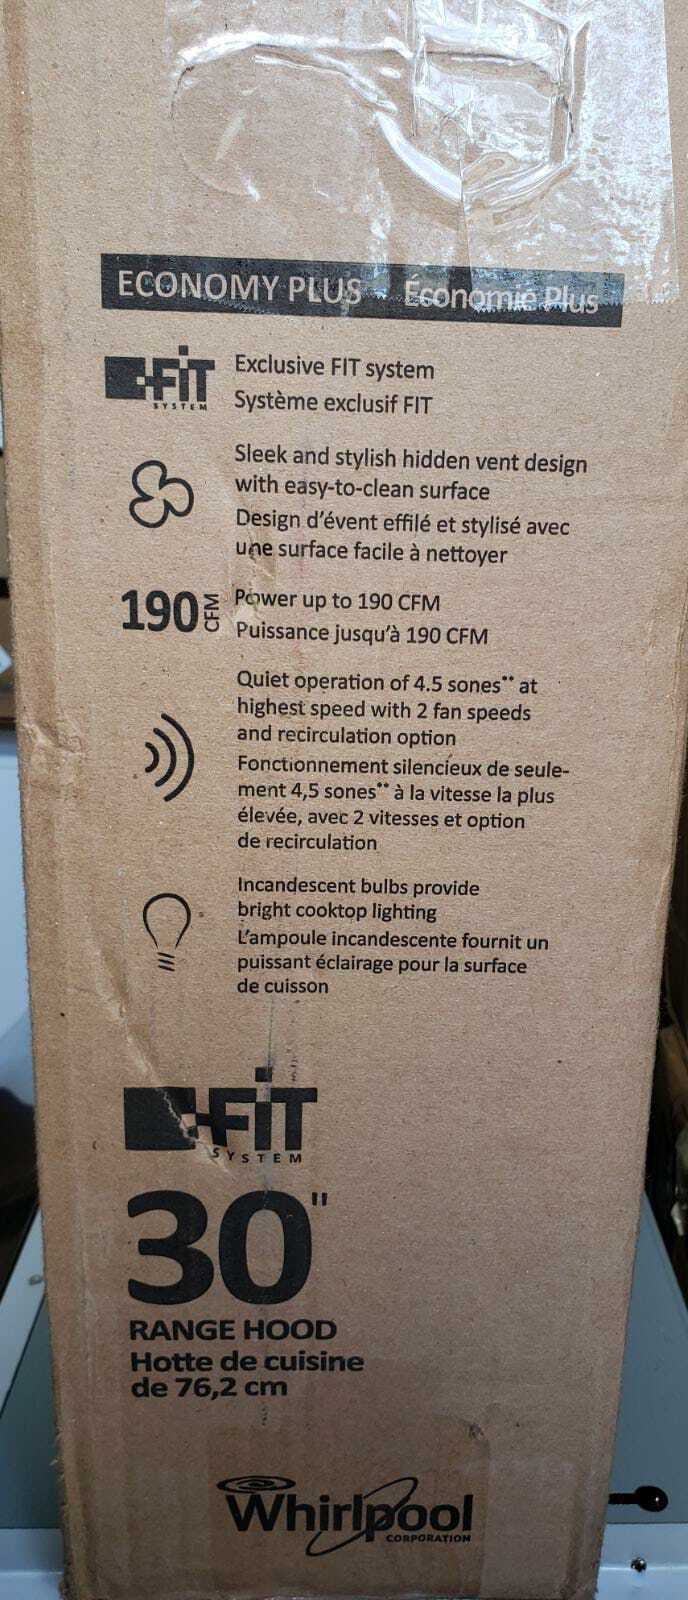 ECONOMY PLUS Économie Plus
FIT
SYSTEM
Exclusive FIT system
Système exclusif FIT
Sleek and stylish hidden vent design
with easy-to-clean surface
Design d'évent effilé et stylisé avec
une surface facile à nettoyer
190 CFM
Power up to 190 CFM
Puissance jusqu'à 190 CFM
Quiet operation of 4.5 sones** at
highest speed with 2 fan speeds
and recirculation option
Fonctionnement silencieux de seule-
ment 4,5 sones** à la vitesse la plus
élevée, avec 2 vitesses et option
de recirculation
Incandescent bulbs provide
bright cooktop lighting
L'ampoule incandescente fournit un
puissant éclairage pour la surface
de cuisson
FIT
SYSTEM
30"
RANGE HOOD
Hotte de cuisine
de 76,2 cm
Whirlpool
CORPORATION